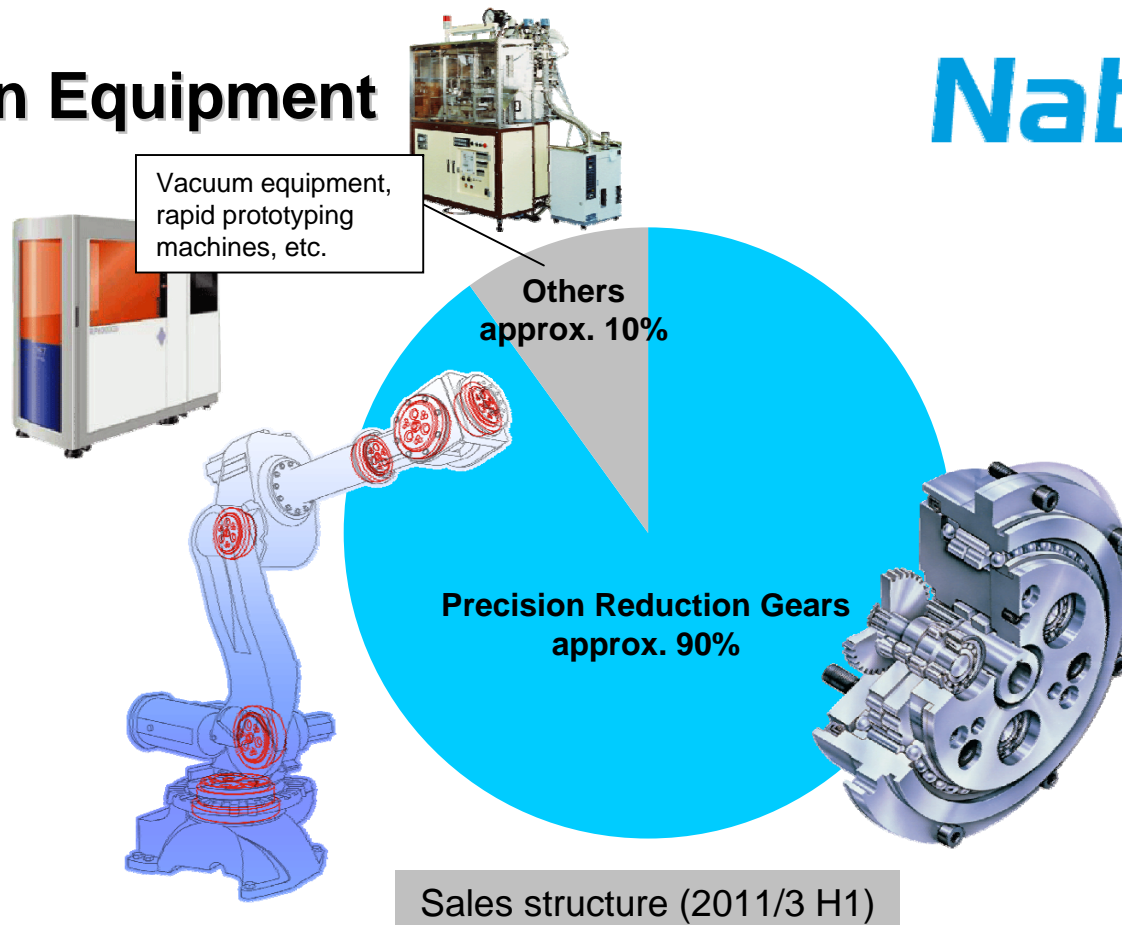 n Equipment
Nab
Vacuum equipment,
rapid prototyping
machines, etc.
Others
approx. 10%
Precision Reduction Gears
approx. 90%
Sales structure (2011/3 H1)